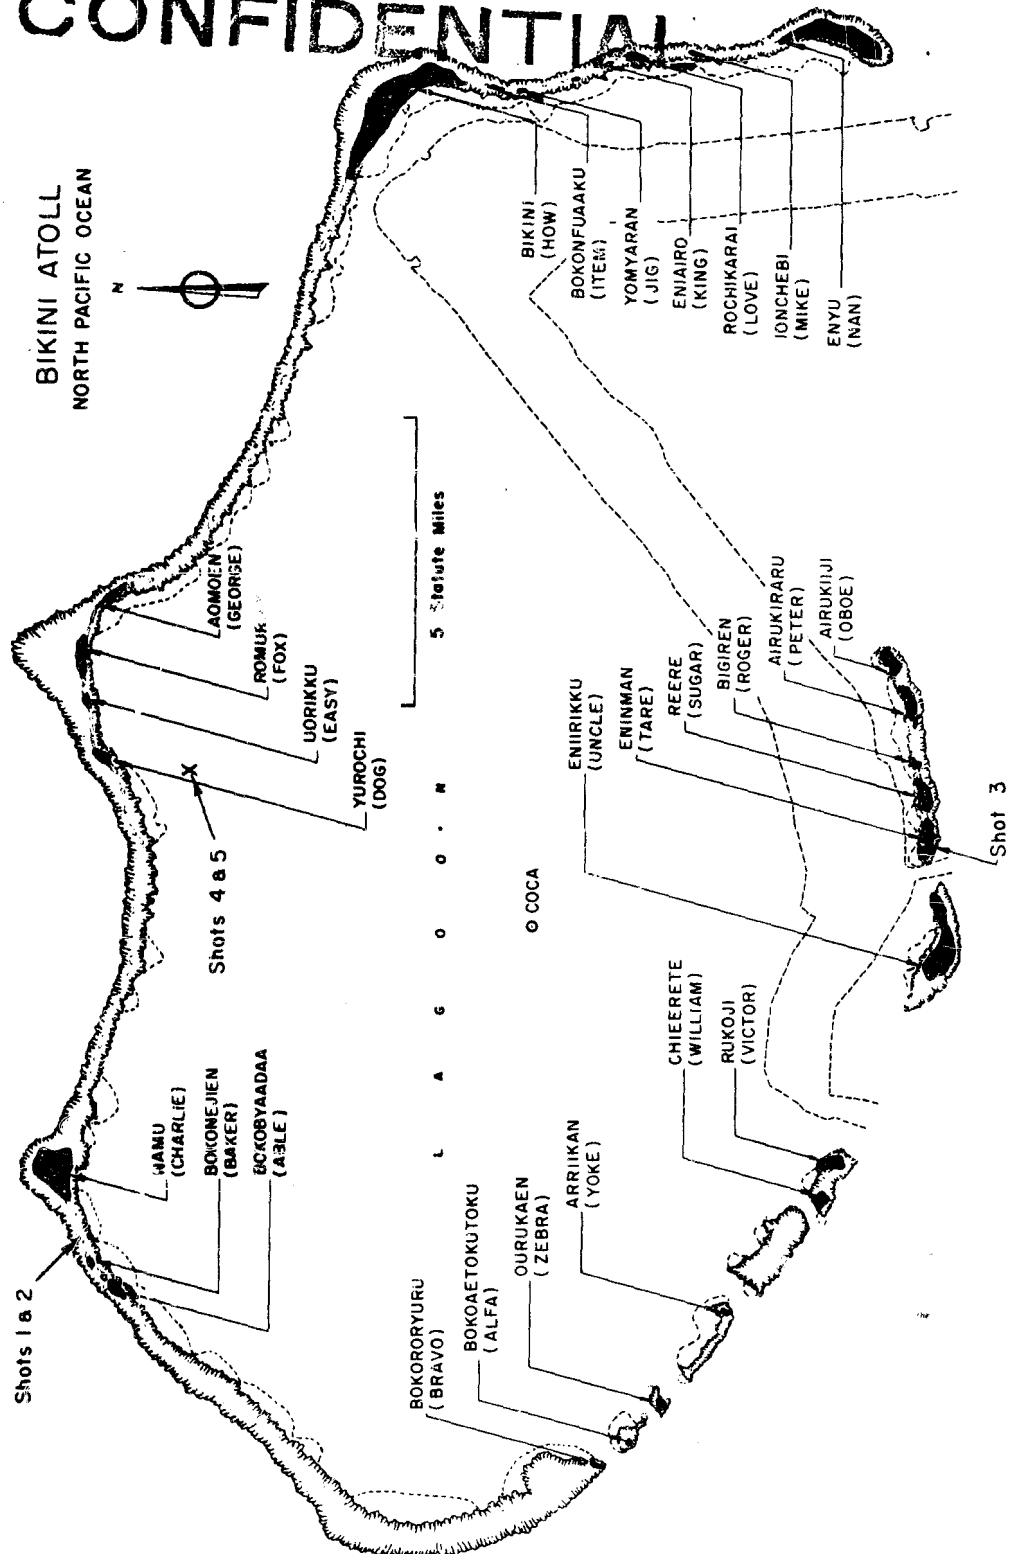 CONFIDENTIAL
BIKINI ATOLL
NORTH PACIFIC OCEAN
N
Shots 1 & 2
NAMU
(CHARLIE)
BOKONEJIEN
(BAKER)
BOKOBYAADAA
(ABLE)
Shots 4 & 5
X
YUROCHI
(DOG)
UORIKKU
(EASY)
ROMUR
(FOX)
AOMOEN
(GEORGE)
5 Statute Miles
BIKINI
(HOW)
BOKONFUAAKU
(ITEM)
YOMYARAN
(JIG)
ENIAIRO
(KING)
ROCHIKARAI
(LOVE)
IONCHEBI
(MIKE)
ENYU
(NAN)
LAGOON
COCA
BOKORORYURU
(BRAVO)
BOKOAETOKUTOKU
(ALFA)
OURUKAEN
(ZEBRA)
ARRIIKAN
(YOKE)
CHIEERETE
(WILLIAM)
RUKOJI
(VICTOR)
ENIIRIKKU
(UNCLE)
ENINMAN
(TARE)
REERE
(SUGAR)
BIGIREN
(ROGER)
AIRUKIRARU
(PETER)
AIRUKIIJI
(OBOE)
Shot 3